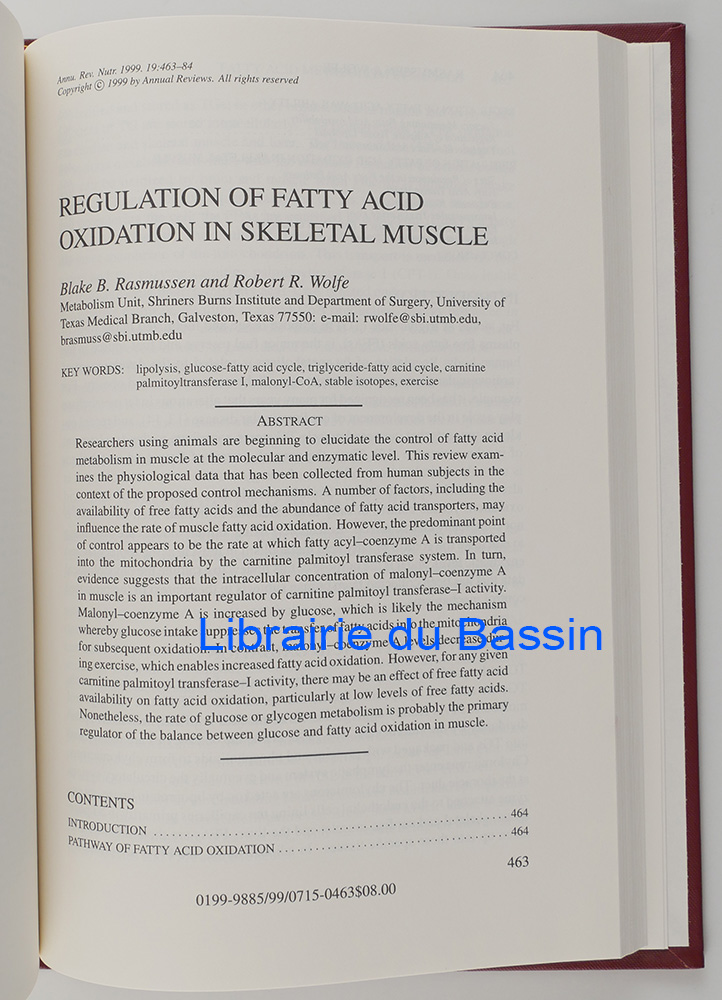 Annu. Rev. Nutr. 1999. 19:463–84
Copyright © 1999 by Annual Reviews. All rights reserved
REGULATION OF FATTY ACID
OXIDATION IN SKELETAL MUSCLE
Blake B. Rasmussen and Robert R. Wolfe
Metabolism Unit, Shriners Burns Institute and Department of Surgery, University of
Texas Medical Branch, Galveston, Texas 77550: e-mail: rwolfe@sbi.utmb.edu,
brasmuss@sbi.utmb.edu
KEY WORDS: lipolysis, glucose-fatty acid cycle, triglyceride-fatty acid cycle, carnitine
palmitoyltransferase I, malonyl-CoA, stable isotopes, exercise
ABSTRACT
Researchers using animals are beginning to elucidate the control of fatty acid
metabolism in muscle at the molecular and enzymatic level. This review exam-
ines the physiological data that has been collected from human subjects in the
context of the proposed control mechanisms. A number of factors, including the
availability of free fatty acids and the abundance of fatty acid transporters, may
influence the rate of muscle fatty acid oxidation. However, the predominant point
of control appears to be the rate at which fatty acyl–coenzyme A is transported
into the mitochondria by the carnitine palmitoyl transferase system. In turn,
evidence suggests that the intracellular concentration of malonyl–coenzyme A
in muscle is an important regulator of carnitine palmitoyl transferase–I activity.
Malonyl–coenzyme A is increased by glucose, which is likely the mechanism
whereby glucose intake suppresses the transfer of fatty acids into the mitochondria
for subsequent oxidation. In contrast, malonyl–coenzyme A levels decrease dur-
ing exercise, which enables increased fatty acid oxidation. However, for any given
carnitine palmitoyl transferase–I activity, there may be an effect of free fatty acid
availability on fatty acid oxidation, particularly at low levels of free fatty acids.
Nonetheless, the rate of glucose or glycogen metabolism is probably the primary
regulator of the balance between glucose and fatty acid oxidation in muscle.
Librairie du Bassin
CONTENTS
INTRODUCTION ........................................ 464
PATHWAY OF FATTY ACID OXIDATION ........................................ 464
463
0199-9885/99/0715-0463$08.00